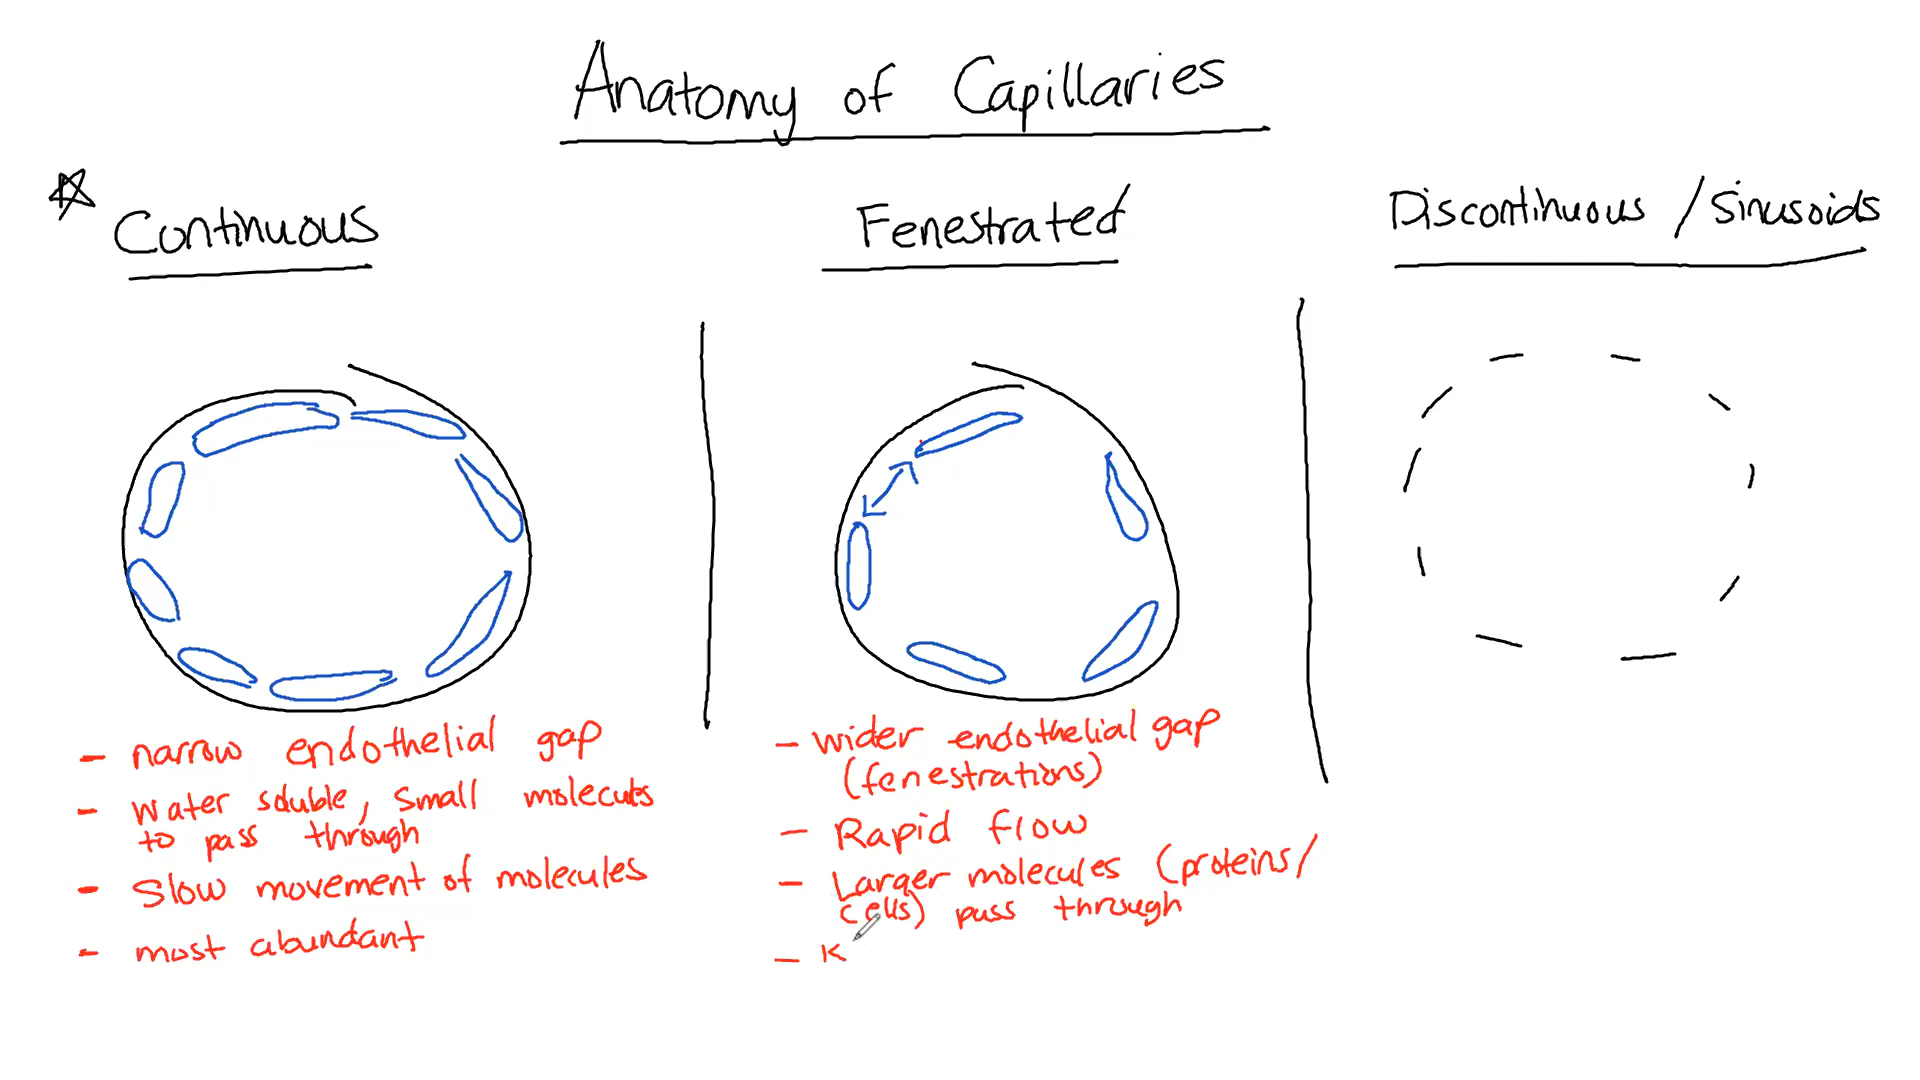 Anatomy of Capillaries
Continuous
Fenestrated
Discontinuous / Sinusoids
- narrow endothelial gap
- water soluble, small moleculs
to pass through
- Slow movement of molecules
- most abundant
- wider endothelial gap
(fenestrations)
- Rapid flow
- Larger molecules (proteins/
cells) pass through
- K